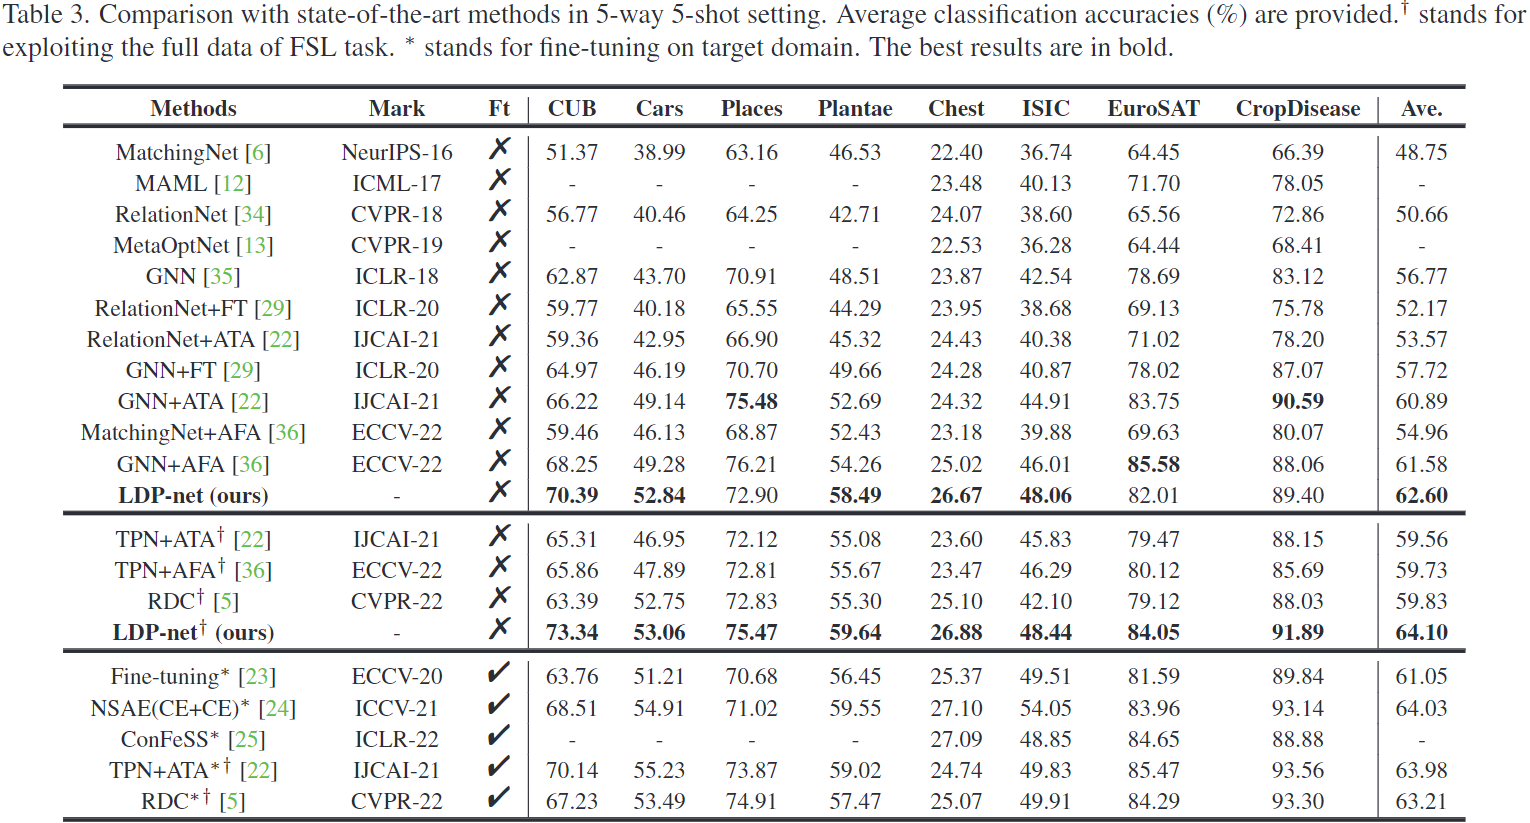 Table 3. Comparison with state-of-the-art methods in 5-way 5-shot setting. Average classification accuracies (%) are provided.† stands for
exploiting the full data of FSL task. * stands for fine-tuning on target domain. The best results are in bold.
Methods Mark Ft CUB Cars Places Plantae Chest ISIC EuroSAT CropDisease Ave.
MatchingNet [6] NeurIPS-16 ✗ 51.37 38.99 63.16 46.53 22.40 36.74 64.45 66.39 48.75
MAML [12] ICML-17 ✗ - - - - 23.48 40.13 71.70 78.05 -
RelationNet [34] CVPR-18 ✗ 56.77 40.46 64.25 42.71 24.07 38.60 65.56 72.86 50.66
MetaOptNet [13] CVPR-19 ✗ - - - - 22.53 36.28 64.44 68.41 -
GNN [35] ICLR-18 ✗ 62.87 43.70 70.91 48.51 23.87 42.54 78.69 83.12 56.77
RelationNet+FT [29] ICLR-20 ✗ 59.77 40.18 65.55 44.29 23.95 38.68 69.13 75.78 52.17
RelationNet+ATA [22] IJCAI-21 ✗ 59.36 42.95 66.90 45.32 24.43 40.38 71.02 78.20 53.57
GNN+FT [29] ICLR-20 ✗ 64.97 46.19 70.70 49.66 24.28 40.87 78.02 87.07 57.72
GNN+ATA [22] IJCAI-21 ✗ 66.22 49.14 75.48 52.69 24.32 44.91 83.75 90.59 60.89
MatchingNet+AFA [36] ECCV-22 ✗ 59.46 46.13 68.87 52.43 23.18 39.88 69.63 80.07 54.96
GNN+AFA [36] ECCV-22 ✗ 68.25 49.28 76.21 54.26 25.02 46.01 85.58 88.06 61.58
LDP-net (ours) - ✗ 70.39 52.84 72.90 58.49 26.67 48.06 82.01 89.40 62.60
TPN+ATA† [22] IJCAI-21 ✗ 65.31 46.95 72.12 55.08 23.60 45.83 79.47 88.15 59.56
TPN+AFA† [36] ECCV-22 ✗ 65.86 47.89 72.81 55.67 23.47 46.29 80.12 85.69 59.73
RDC† [5] CVPR-22 ✗ 63.39 52.75 72.83 55.30 25.10 42.10 79.12 88.03 59.83
LDP-net† (ours) - ✗ 73.34 53.06 75.47 59.64 26.88 48.44 84.05 91.89 64.10
Fine-tuning* [23] ECCV-20 ✓ 63.76 51.21 70.68 56.45 25.37 49.51 81.59 89.84 61.05
NSAE(CE+CE)* [24] ICCV-21 ✓ 68.51 54.91 71.02 59.55 27.10 54.05 83.96 93.14 64.03
ConFeSS* [25] ICLR-22 ✓ - - - - 27.09 48.85 84.65 88.88 -
TPN+ATA*† [22] IJCAI-21 ✓ 70.14 55.23 73.87 59.02 24.74 49.83 85.47 93.56 63.98
RDC*† [5] CVPR-22 ✓ 67.23 53.49 74.91 57.47 25.07 49.91 84.29 93.30 63.21